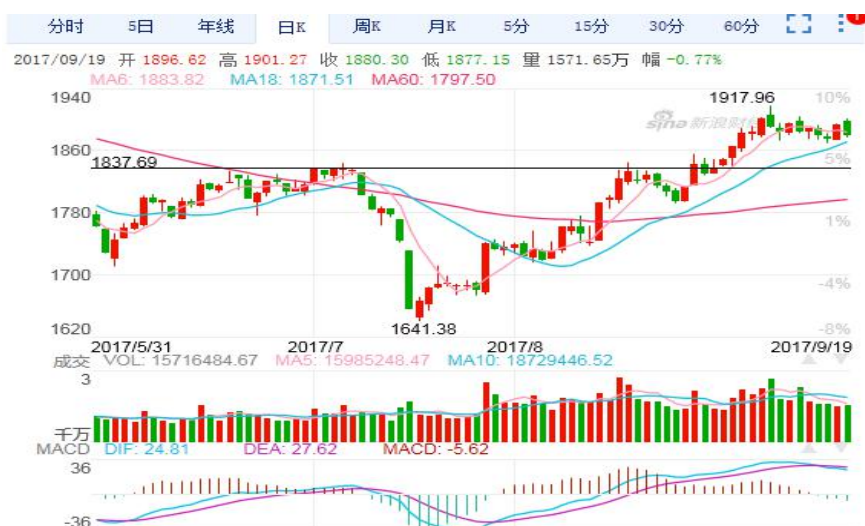 分时 5日 年线 日K 周K 月K 5分 15分 30分 60分
2017/09/19 开 1896.62 高 1901.27 收 1880.30 低 1877.15 量 1571.65万 幅 -0.77%
MA6: 1883.82 MA18: 1871.51 MA60: 1797.50
1940 1917.96 10%
sina 新浪财经
1860 5%
1837.69
1780 1%
1700 -4%
1620 1641.38 -8%
2017/5/31 2017/7 2017/8 2017/9/19
成交 VOL: 15716484.67 MA5: 15985248.47 MA10: 18729446.52
3
千万
MACD DIF: 24.81 DEA: 27.62 MACD: -5.62
36
-36